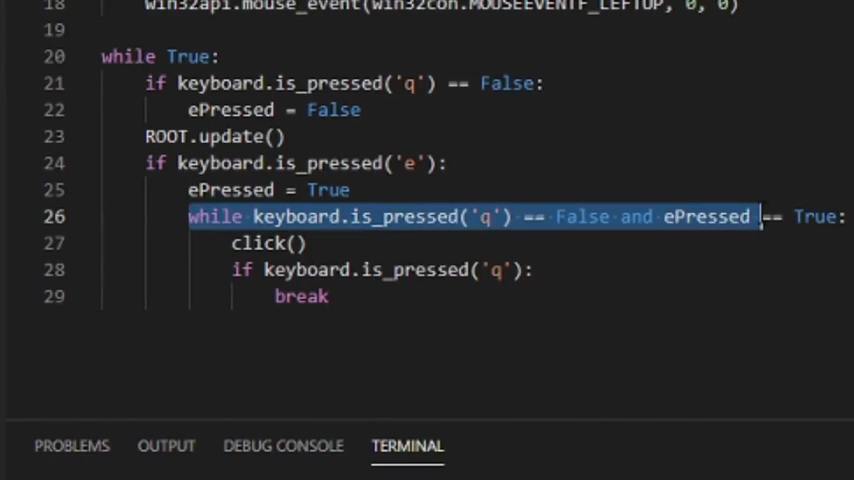 18 win32api.mouse_event(win32con.MOUSEEVENTF_LEFTUP, 0, 0)
19
20 while True:
21 if keyboard.is_pressed('q') == False:
22 ePressed = False
23 ROOT.update()
24 if keyboard.is_pressed('e'):
25 ePressed = True
26 while keyboard.is_pressed('q') == False and ePressed == True:
27 click()
28 if keyboard.is_pressed('q'):
29 break
PROBLEMS OUTPUT DEBUG CONSOLE TERMINAL